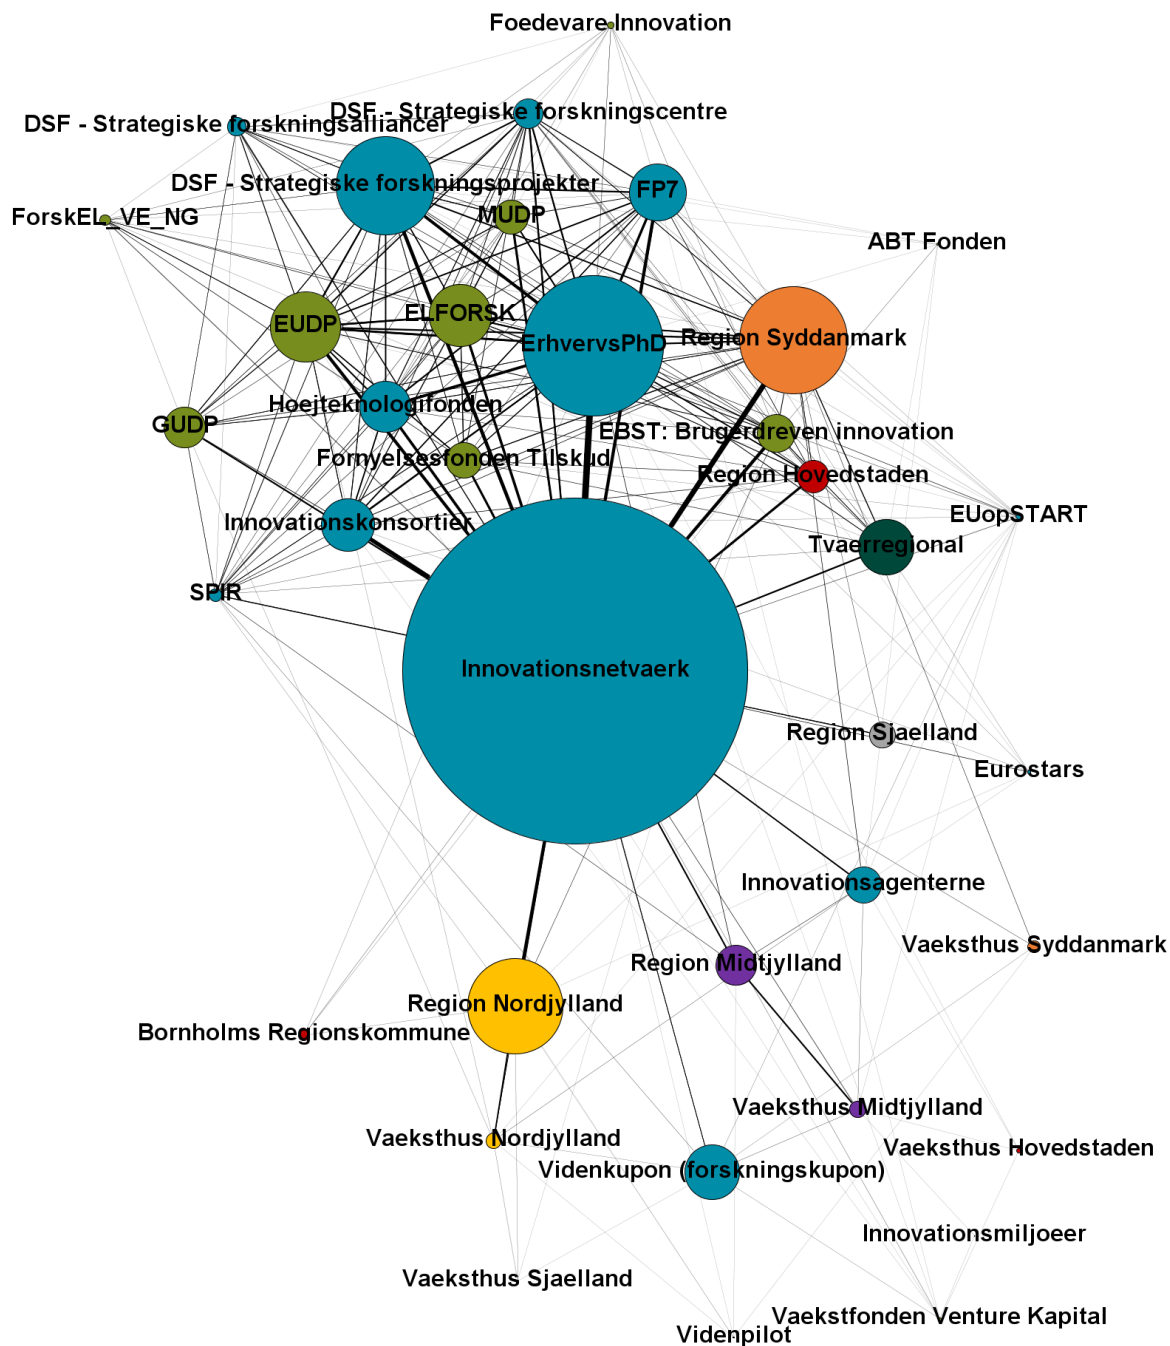 Foedevare Innovation
DSF - Strategiske forskningscentre
DSF - Strategiske forskningsalliancer
DSF - Strategiske forskningsprojekter
FP7
MUDP
ForskEL_VE_NG
ABT Fonden
ELFORSK
EUDP
Region Syddanmark
ErhvervsPhD
Hoejteknologifonden
GUDP
EBST: Brugerdreven innovation
Fornyelsesfonden Tilskud
Region Hovedstaden
EUopSTART
Innovationskonsortier
Tvaerregional
SPIR
Innovationsnetvaerk
Region Sjaelland
Eurostars
Innovationsagenterne
Vaeksthus Syddanmark
Region Midtjylland
Region Nordjylland
Bornholms Regionskommune
Vaeksthus Midtjylland
Vaeksthus Nordjylland
Vaeksthus Hovedstaden
Videnkupon (forskningskupon)
Innovationsmiljoeer
Vaeksthus Sjaelland
Vaekstfonden Venture Kapital
Videnpilot